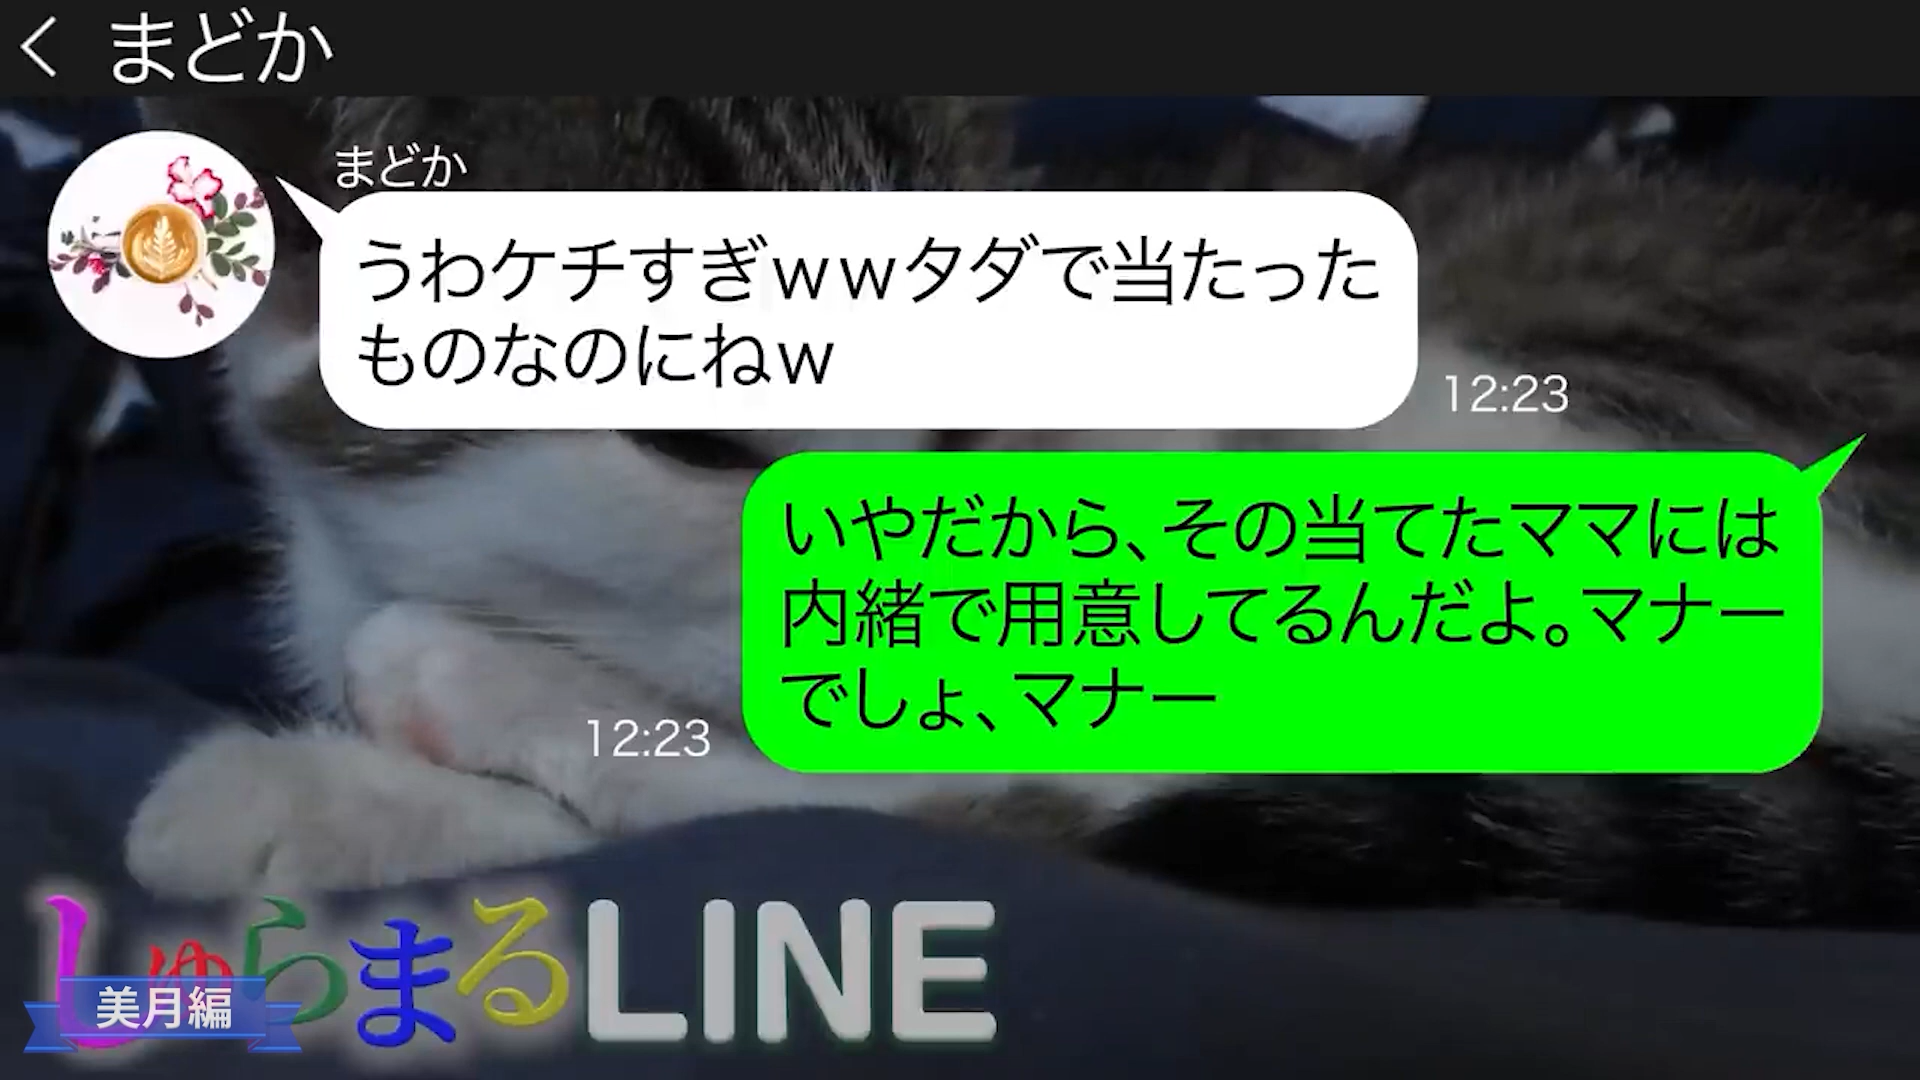 まどか
まどか
うわケチすぎｗｗタダで当たった
ものなのにねｗ
12:23
いやだから、その当てたママには
内緒で用意してるんだよ。マナー
でしょ、マナー
12:23
しゅらまるLINE
美月編